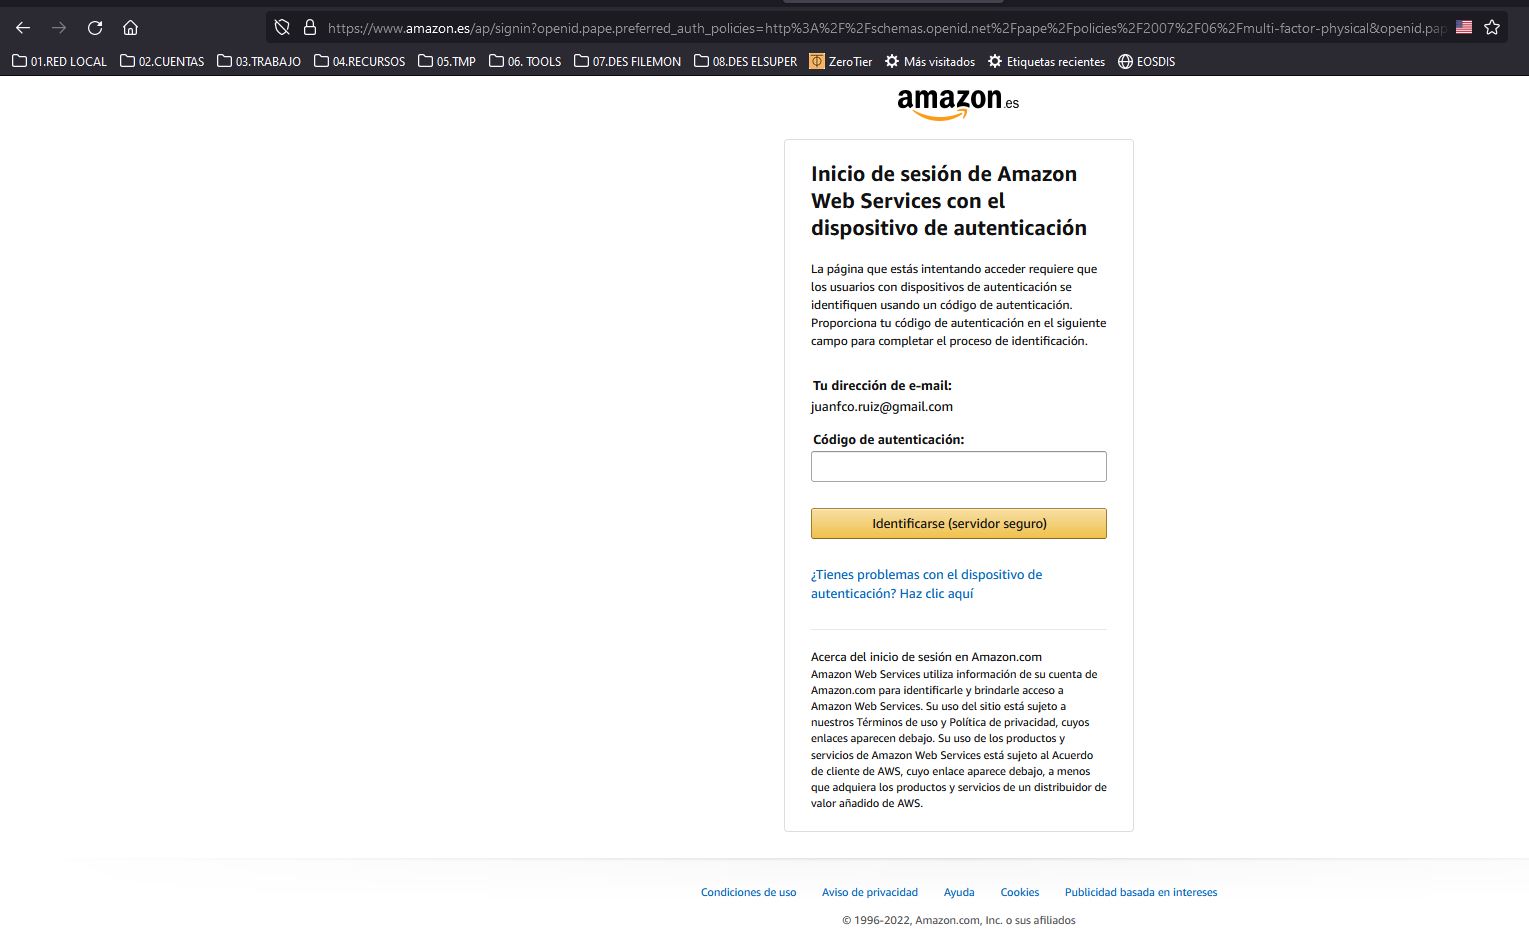 https://www.amazon.es/ap/signin?openid.pape.preferred_auth_policies=http%3A%2F%2Fschemas.openid.net%2Fpape%2Fpolicies%2F2007%2F06%2Fmulti-factor-physical&openid.pap
01.RED LOCAL 02.CUENTAS 03.TRABAJO 04.RECURSOS 05.TMP 06. TOOLS 07.DES FILEMON 08.DES ELSUPER ZeroTier Más visitados Etiquetas recientes EOSDIS
amazon.es
Inicio de sesión de Amazon
Web Services con el
dispositivo de autenticación
La página que estás intentando acceder requiere que
los usuarios con dispositivos de autenticación se
identifiquen usando un código de autenticación.
Proporciona tu código de autenticación en el siguiente
campo para completar el proceso de identificación.
Tu dirección de e-mail:
juanfco.ruiz@gmail.com
Código de autenticación:
Identificarse (servidor seguro)
¿Tienes problemas con el dispositivo de
autenticación? Haz clic aquí
Acerca del inicio de sesión en Amazon.com
Amazon Web Services utiliza información de su cuenta de
Amazon.com para identificarle y brindarle acceso a
Amazon Web Services. Su uso del sitio está sujeto a
nuestros Términos de uso y Política de privacidad, cuyos
enlaces aparecen debajo. Su uso de los productos y
servicios de Amazon Web Services está sujeto al Acuerdo
de cliente de AWS, cuyo enlace aparece debajo, a menos
que adquiera los productos y servicios de un distribuidor de
valor añadido de AWS.
Condiciones de uso Aviso de privacidad Ayuda Cookies Publicidad basada en intereses
© 1996-2022, Amazon.com, Inc. o sus afiliados